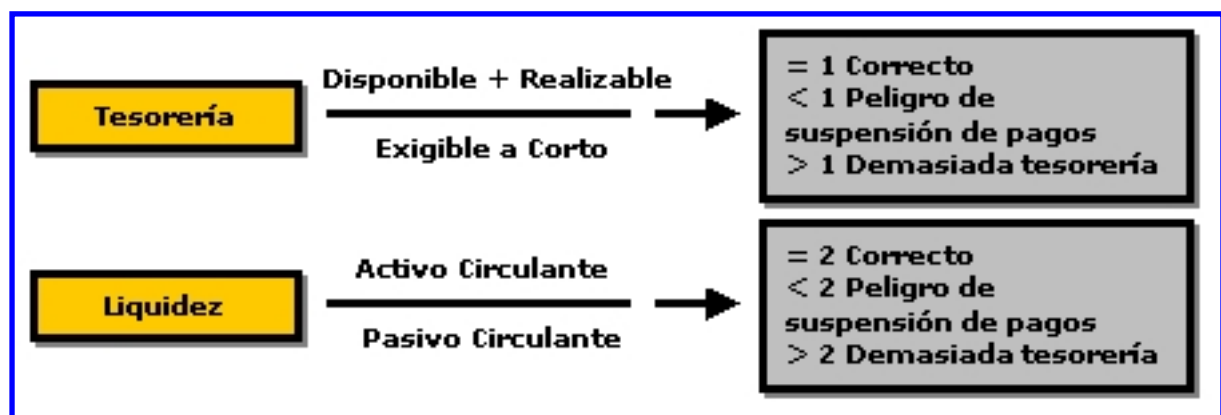 Tesorería
Disponible + Realizable
Exigible a Corto
= 1 Correcto
< 1 Peligro de
suspensión de pagos
> 1 Demasiada tesorería
Liquidez
Activo Circulante
Pasivo Circulante
= 2 Correcto
< 2 Peligro de
suspensión de pagos
> 2 Demasiada tesorería